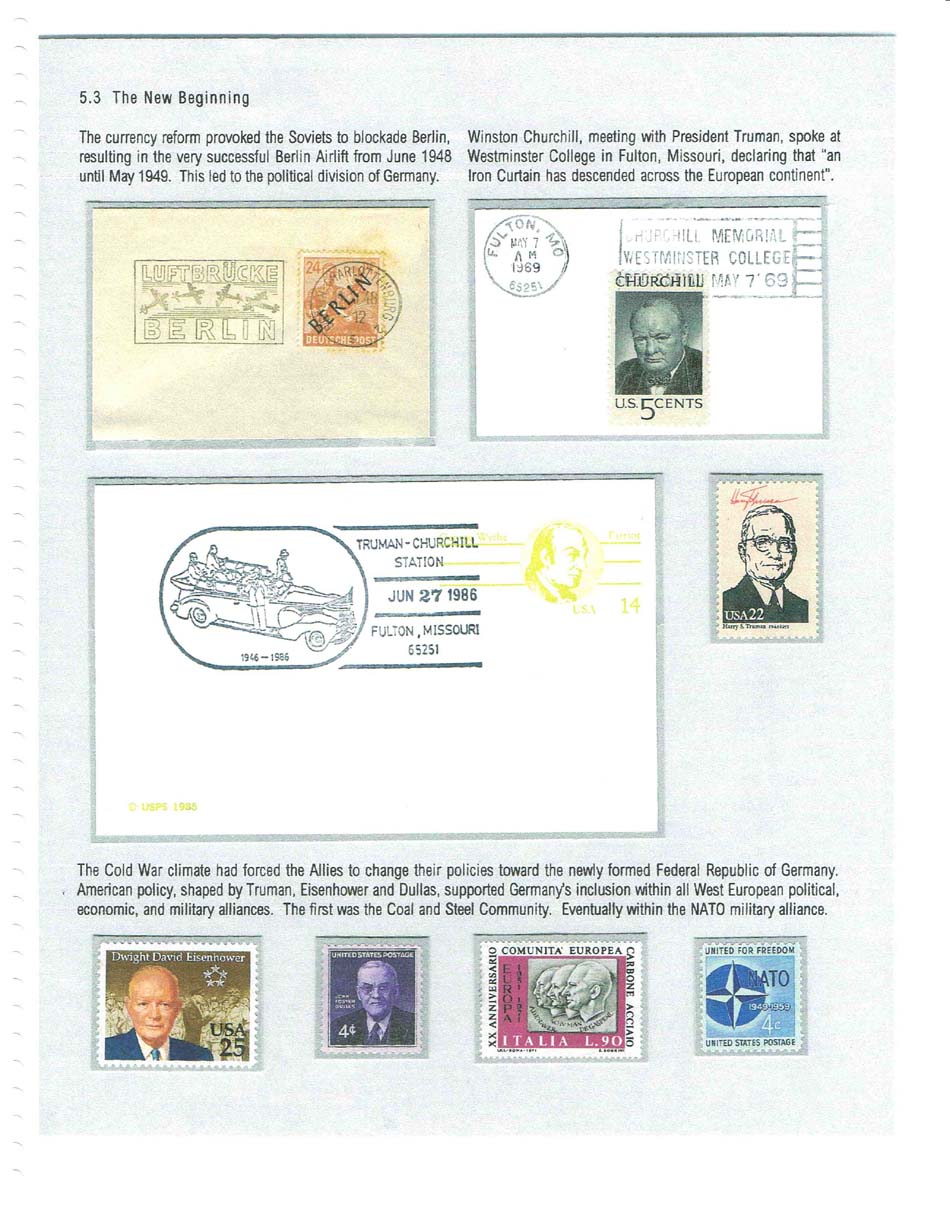 5.3 The New Beginning
The currency reform provoked the Soviets to blockade Berlin,
resulting in the very successful Berlin Airlift from June 1948
until May 1949. This led to the political division of Germany.
Winston Churchill, meeting with President Truman, spoke at
Westminster College in Fulton, Missouri, declaring that "an
Iron Curtain has descended across the European continent".
LUFTBRÜCKE
BERLIN
24
CHARLOTTENBURG
BERLIN
12
DEUTSCHE POST
FULTON, MO
MAY 7
AM
1969
65251
CHURCHILL MEMORIAL
WESTMINSTER COLLEGE
MAY 7 '69
CHURCHILL
U.S. 5 CENTS
TRUMAN-CHURCHILL
STATION
JUN 27 1986
FULTON, MISSOURI
65251
1946-1986
Wythe
Patriot
USA 14
© USPS 1985
Harry Truman
USA 22
Harry S. Truman
The Cold War climate had forced the Allies to change their policies toward the newly formed Federal Republic of Germany.
American policy, shaped by Truman, Eisenhower and Dullas, supported Germany's inclusion within all West European political,
economic, and military alliances. The first was the Coal and Steel Community. Eventually within the NATO military alliance.
Dwight David Eisenhower
USA
25
UNITED STATES POSTAGE
JOHN
FOSTER
DULLES
4¢
XX ANNIVERSARIO
COMUNITA' EUROPEA
CARBONE ACCIAIO
EUROPA
1951 1971
ADENAUER
SCHUMAN
DE GASPERI
ITALIA L.90
UNITED FOR FREEDOM
NATO
1949-1959
4c
UNITED STATES POSTAGE